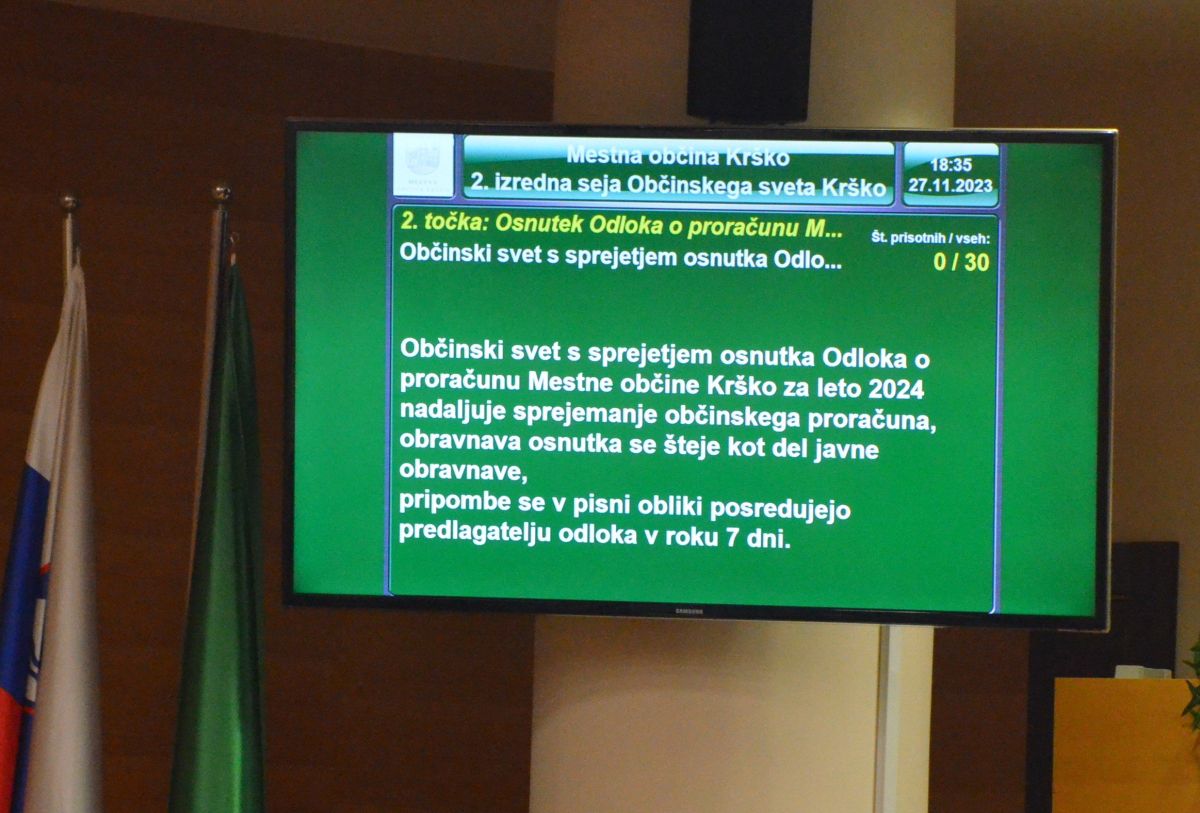 Mestna občina Krško
2. izredna seja Občinskega sveta Krško
18:35
27.11.2023
2. točka: Osnutek Odloka o proračunu M...
Občinski svet s sprejetjem osnutka Odlo...
Št. prisotnih / vseh:
0 / 30
Občinski svet s sprejetjem osnutka Odloka o
proračunu Mestne občine Krško za leto 2024
nadaljuje sprejemanje občinskega proračuna,
obravnava osnutka se šteje kot del javne
obravnave,
pripombe se v pisni obliki posredujejo
predlagatelju odloka v roku 7 dni.
SAMSUNG